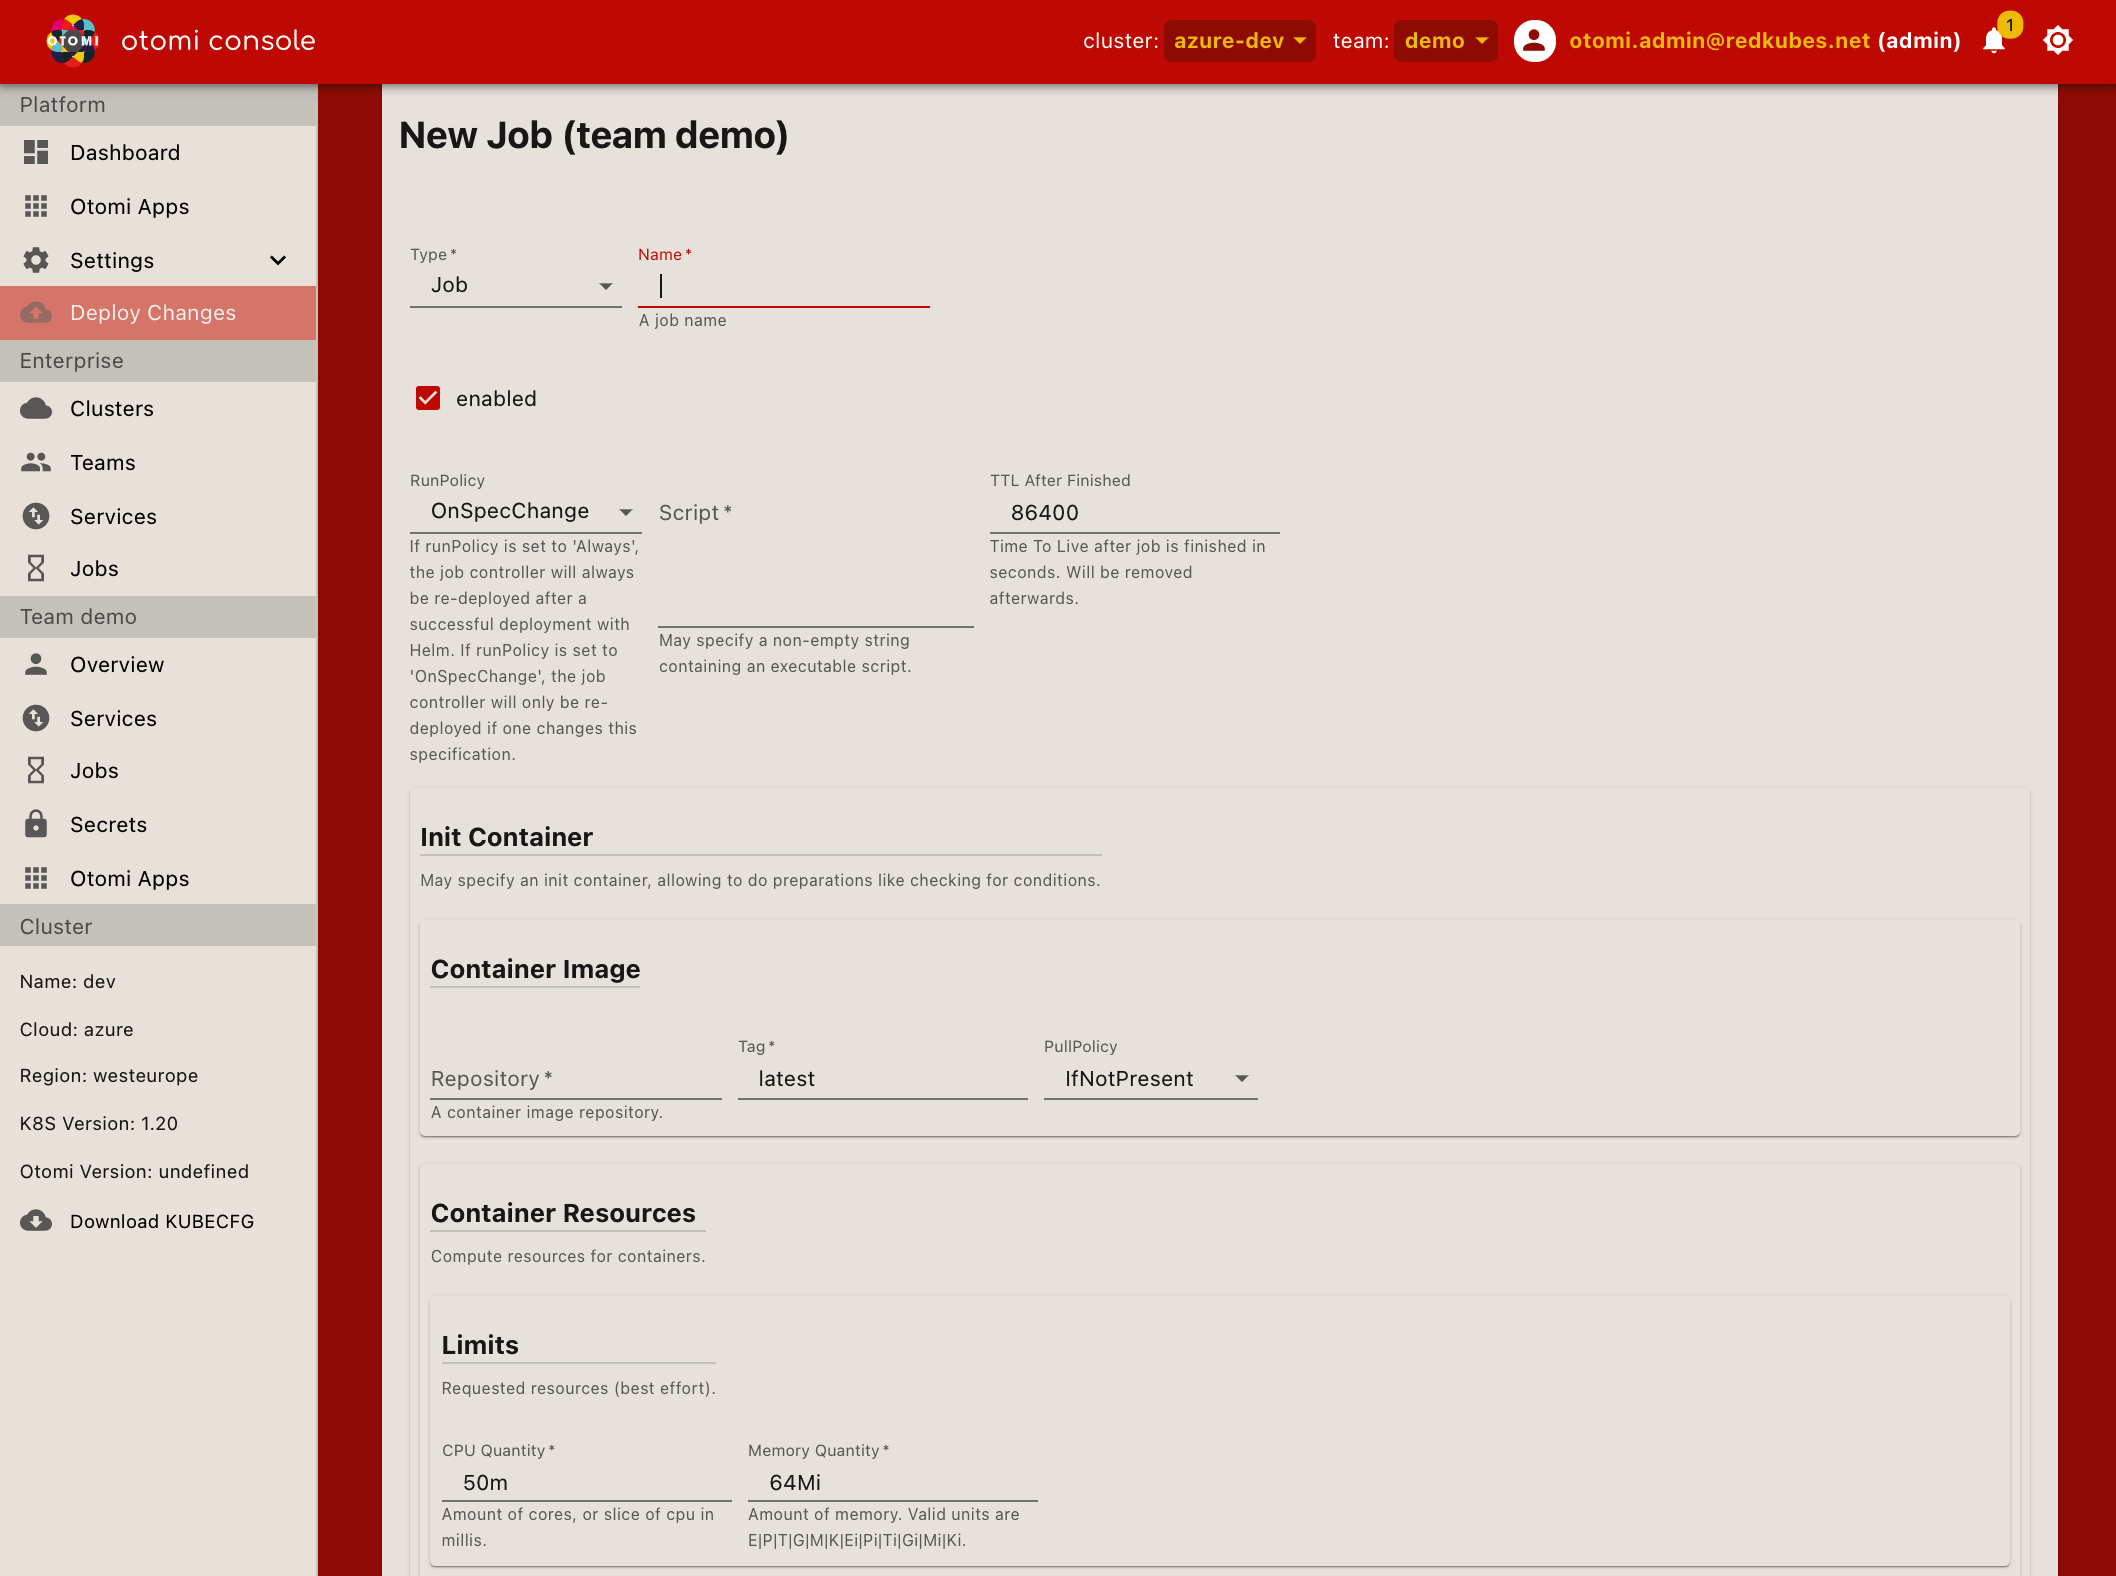 OTOMI
otomi console
cluster: azure-dev
team: demo
otomi.admin@redkubes.net (admin)
1
Platform
Dashboard
Otomi Apps
Settings
Deploy Changes
Enterprise
Clusters
Teams
Services
Jobs
Team demo
Overview
Services
Jobs
Secrets
Otomi Apps
Cluster
Name: dev
Cloud: azure
Region: westeurope
K8S Version: 1.20
Otomi Version: undefined
Download KUBECFG
New Job (team demo)
Type *
Job
Name *
A job name
enabled
RunPolicy
OnSpecChange
If runPolicy is set to 'Always',
the job controller will always
be re-deployed after a
successful deployment with
Helm. If runPolicy is set to
'OnSpecChange', the job
controller will only be re-
deployed if one changes this
specification.
Script *
May specify a non-empty string
containing an executable script.
TTL After Finished
86400
Time To Live after job is finished in
seconds. Will be removed
afterwards.
Init Container
May specify an init container, allowing to do preparations like checking for conditions.
Container Image
Repository *
A container image repository.
Tag *
latest
PullPolicy
IfNotPresent
Container Resources
Compute resources for containers.
Limits
Requested resources (best effort).
CPU Quantity *
50m
Amount of cores, or slice of cpu in
millis.
Memory Quantity *
64Mi
Amount of memory. Valid units are
E|P|T|G|M|K|Ei|Pi|Ti|Gi|Mi|Ki.